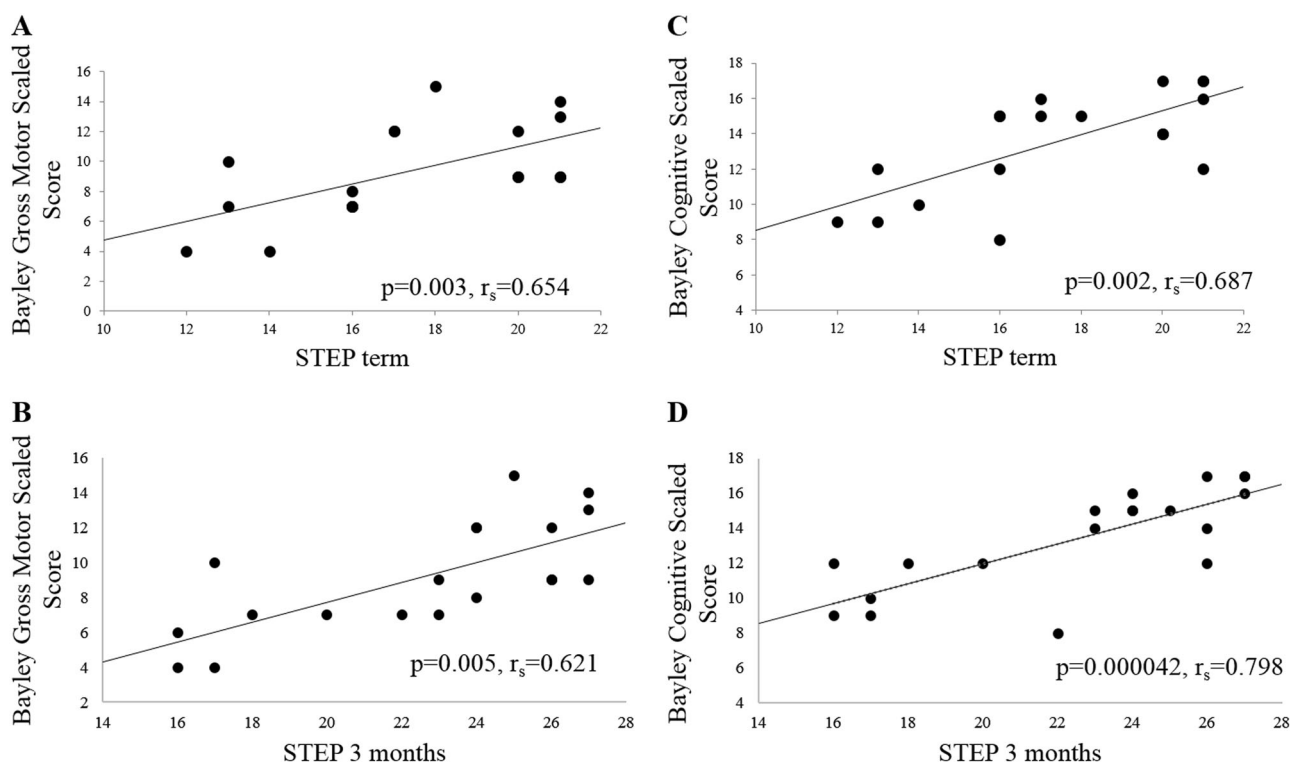 A
Bayley Gross Motor Scaled
Score
16
14
12
10
8
6
4
2
0
10 12 14 16 18 20 22
p=0.003, rs=0.654
STEP term
C
Bayley Cognitive Scaled
Score
18
16
14
12
10
8
6
4
10 12 14 16 18 20 22
p=0.002, rs=0.687
STEP term
B
Bayley Gross Motor Scaled
Score
16
14
12
10
8
6
4
2
14 16 18 20 22 24 26 28
p=0.005, rs=0.621
STEP 3 months
D
Bayley Cognitive Scaled
Score
18
16
14
12
10
8
6
4
14 16 18 20 22 24 26 28
p=0.000042, rs=0.798
STEP 3 months